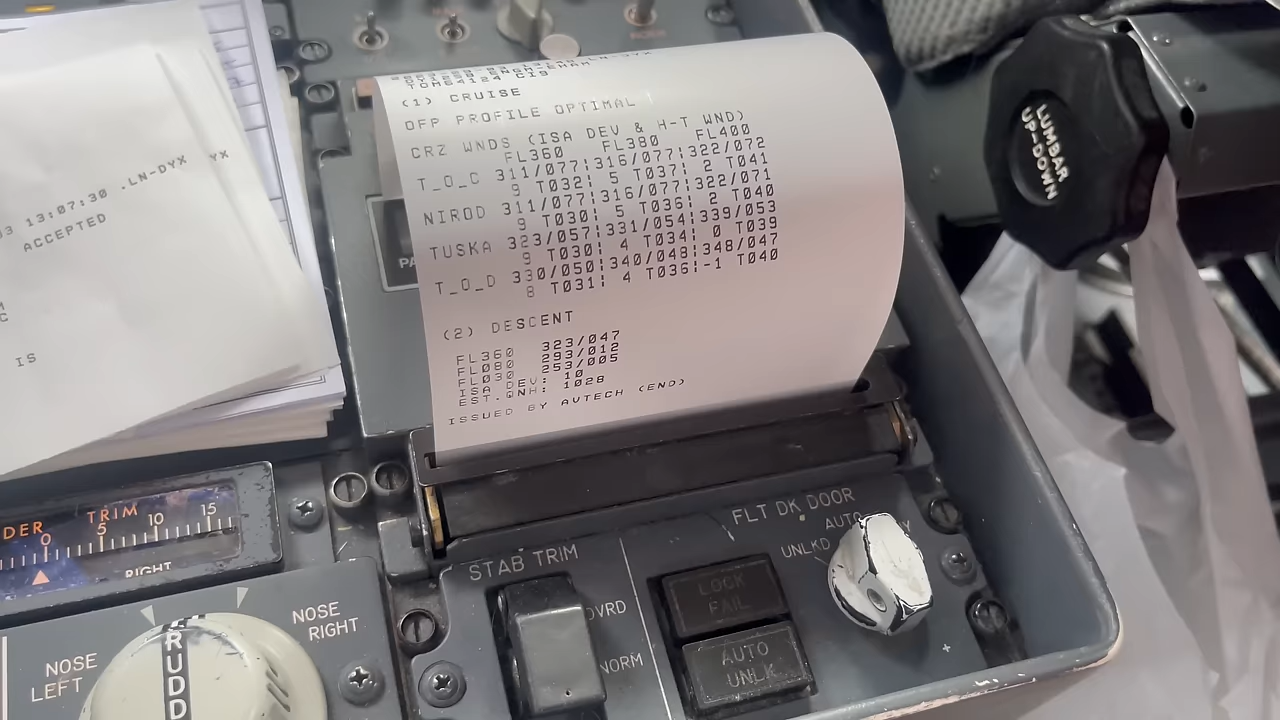 TOM64124 C19
(1) CRUISE
OFP PROFILE OPTIMAL
CRZ WNDS (ISA DEV & H-T WND)
FL360 FL380 FL400
T_O_C 311/077¦316/077¦322/072
9 T032¦ 5 T037¦ 2 T041
NIROD 311/077¦316/077¦322/071
9 T030¦ 5 T036¦ 2 T040
TUSKA 323/057¦331/054¦339/053
9 T030¦ 4 T034¦ 0 T039
T_O_D 330/050¦340/048¦348/047
8 T031¦ 4 T036¦-1 T040
(2) DESCENT
FL360 323/047
FL080 293/012
FL030 253/005
ISA DEV: 10
EST.QNH: 1028
ISSUED BY AVTECH (END)
13:07:30 .LN-DYX YX
ACCEPTED
IS
LUMBAR
UP-DOWN
TRIM
0 5 10 15
RIGHT
NOSE LEFT
NOSE RIGHT
RUDD
STAB TRIM
OVRD
NORM
FLT DK DOOR
UNLKD
AUTO
LOCK
FAIL
AUTO
UNLK